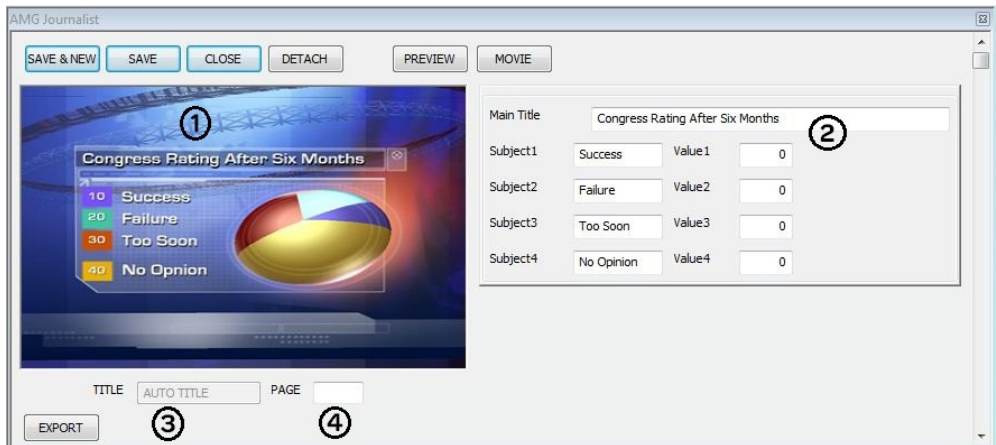 AMG Journalist
SAVE & NEW SAVE CLOSE DETACH PREVIEW MOVIE
1
Congress Rating After Six Months
10 Success
20 Failure
30 Too Soon
40 No Opnion
Main Title Congress Rating After Six Months
2
Subject1 Success Value1 0
Subject2 Failure Value2 0
Subject3 Too Soon Value3 0
Subject4 No Opinion Value4 0
TITLE AUTO TITLE PAGE
3 4
EXPORT